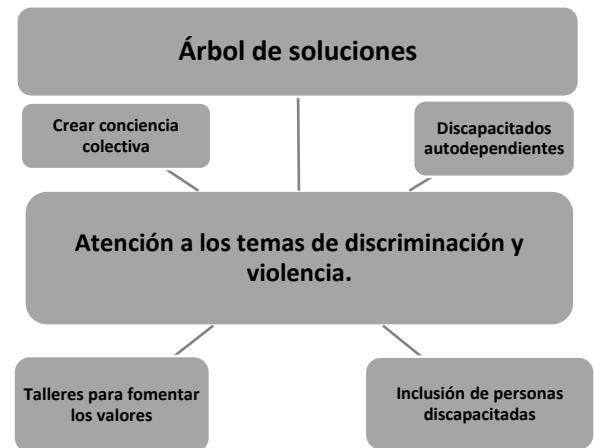 Árbol de soluciones
Crear conciencia
colectiva
Discapacitados
autodependientes
Atención a los temas de discriminación y
violencia.
Talleres para fomentar
los valores
Inclusión de personas
discapacitadas